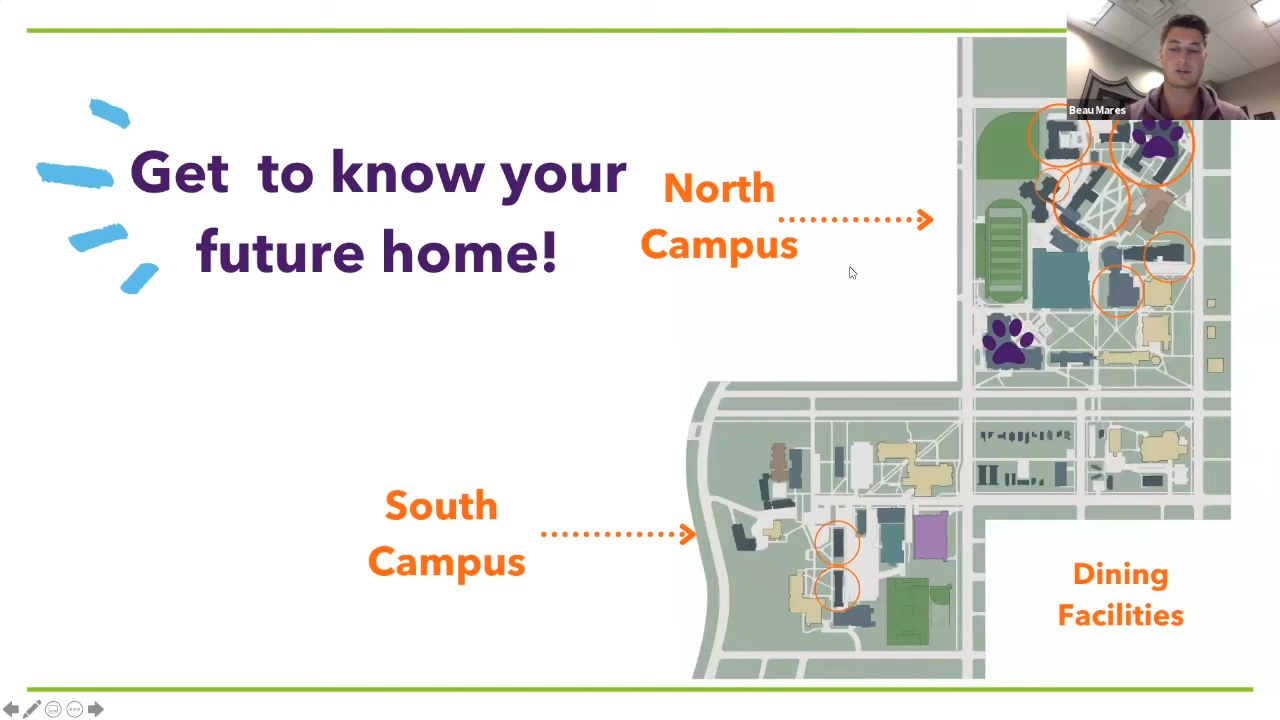 Beau Mares
Get to know your
future home!
North
Campus
South
Campus
Dining
Facilities